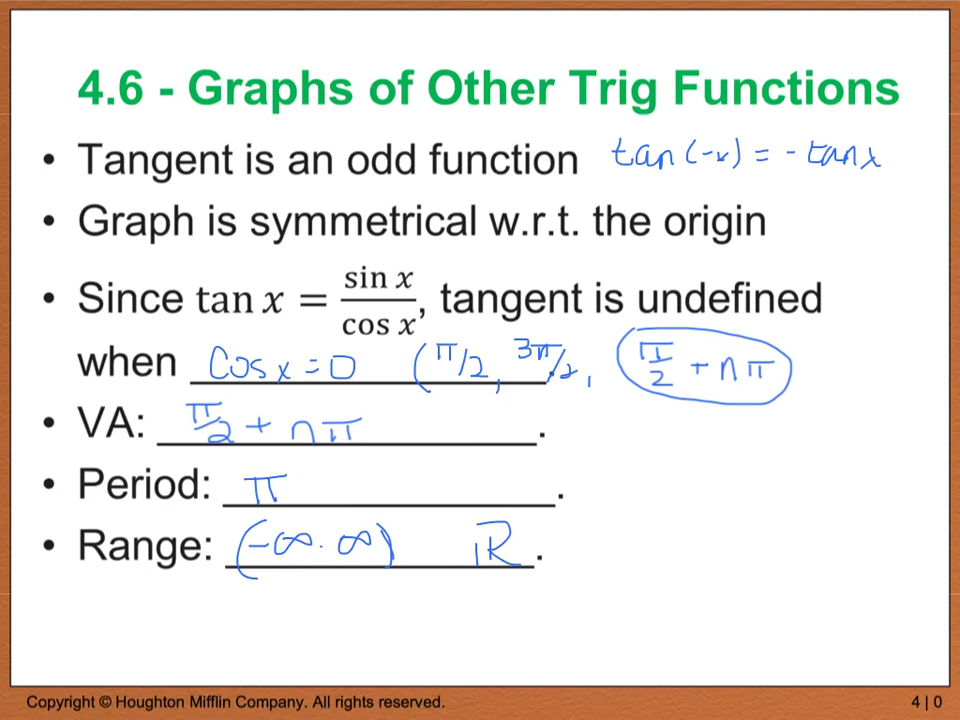 4.6 - Graphs of Other Trig Functions
• Tangent is an odd function tan(-x) = -tanx
• Graph is symmetrical w.r.t. the origin
• Since tan x = sin x / cos x, tangent is undefined
when cosx = 0 (π/2, 3π/2, π/2 + nπ
• VA: π/2 + nπ.
• Period: π.
• Range: (-∞.∞) ℝ.
Copyright © Houghton Mifflin Company. All rights reserved. 4 | 0